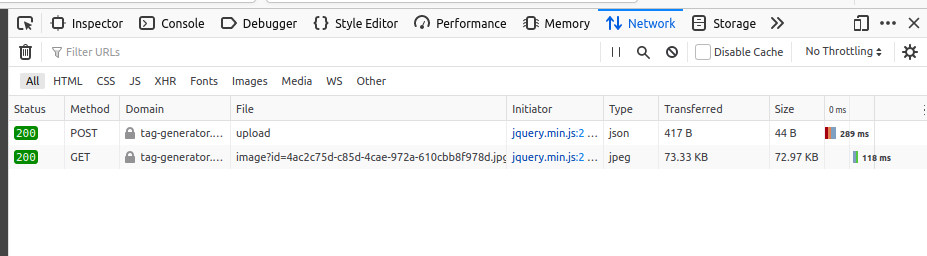 Inspector Console Debugger Style Editor Performance Memory Network Storage
Filter URLs Disable Cache No Throttling
All HTML CSS JS XHR Fonts Images Media WS Other
Status Method Domain File Initiator Type Transferred Size 0 ms
200 POST tag-generator.… upload jquery.min.js:2 … json 417 B 44 B 289 ms
200 GET tag-generator.… image?id=4ac2c75d-c85d-4cae-972a-610cbb8f978d.jpg jquery.min.js:2 … jpeg 73.33 KB 72.97 KB 118 ms